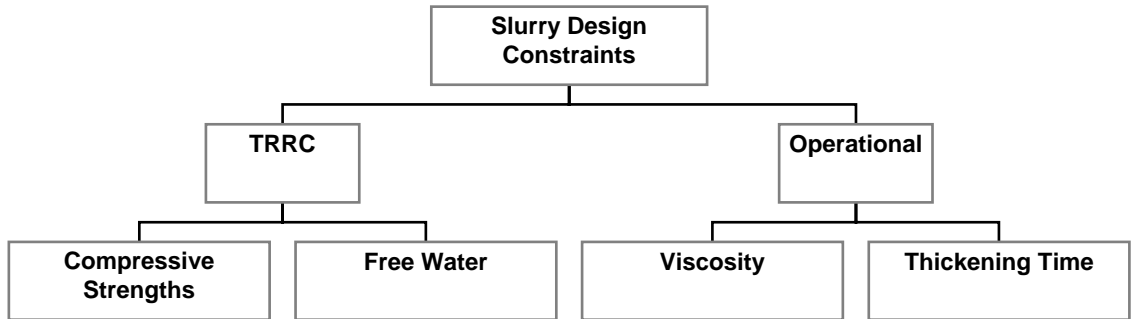 Slurry Design
Constraints
TRRC
Operational
Compressive
Strengths
Free Water
Viscosity
Thickening Time